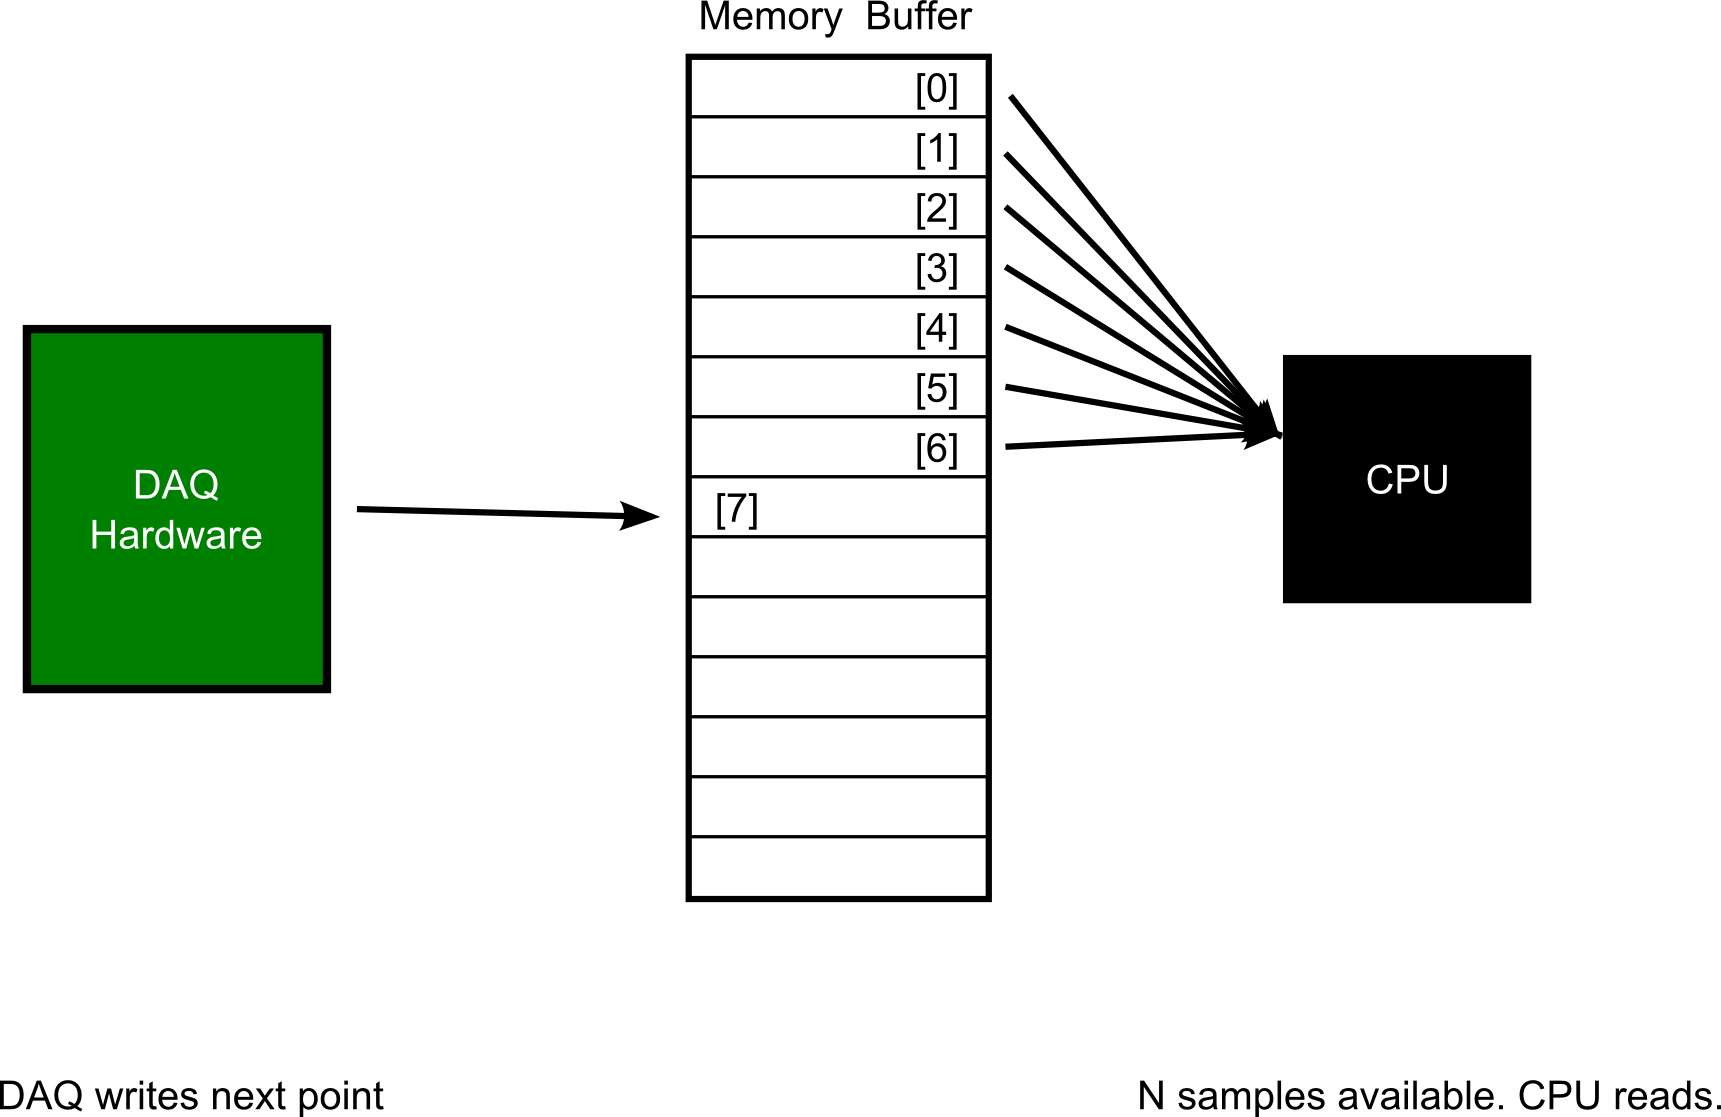 Memory Buffer
[0]
[1]
[2]
[3]
[4]
[5]
[6]
[7]
DAQ
Hardware
CPU
DAQ writes next point
N samples available. CPU reads.